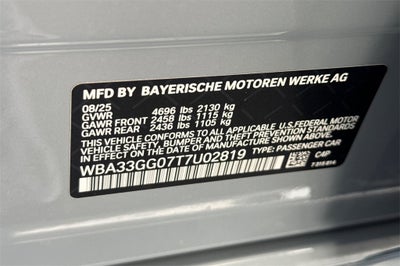 MFD BY BAYERISCHE MOTOREN WERKE AG
08/25
GVWR 4696 lbs 2130 kg
GAWR FRONT 2458 lbs 1115 kg
GAWR REAR 2436 lbs 1105 kg
THIS VEHICLE CONFORMS TO ALL APPLICABLE
U.S. FEDERAL MOTOR VEHICLE
SAFETY, BUMPER AND THEFT PREVENTION STANDARDS
IN EFFECT ON THE DATE OF MANUFACTURE SHOWN ABOVE.
WBA33GG07T7U02819 TYPE: PASSENGER CAR
C4P